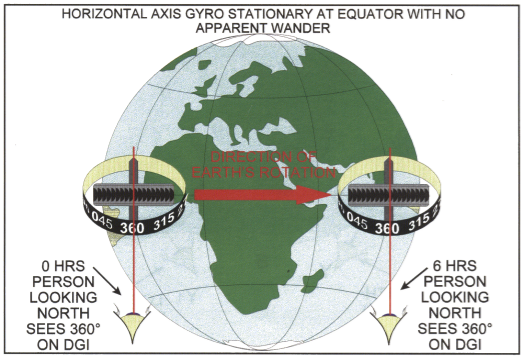 HORIZONTAL AXIS GYRO STATIONARY AT EQUATOR WITH NO
APPARENT WANDER
DIRECTION OF
EARTH'S ROTATION
045 360 315
045 360 315
0 HRS
PERSON
LOOKING
NORTH
SEES 360°
ON DGI
6 HRS
PERSON
LOOKING
NORTH
SEES 360°
ON DGI